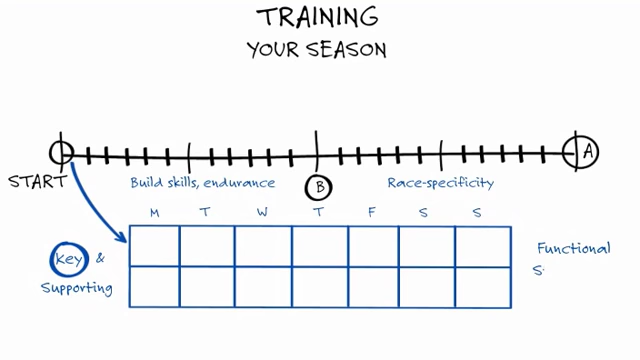 TRAINING
YOUR SEASON
A
START
Build skills, endurance
B
Race-specificity
M T W T F S S
Key &
Supporting
Functional
S